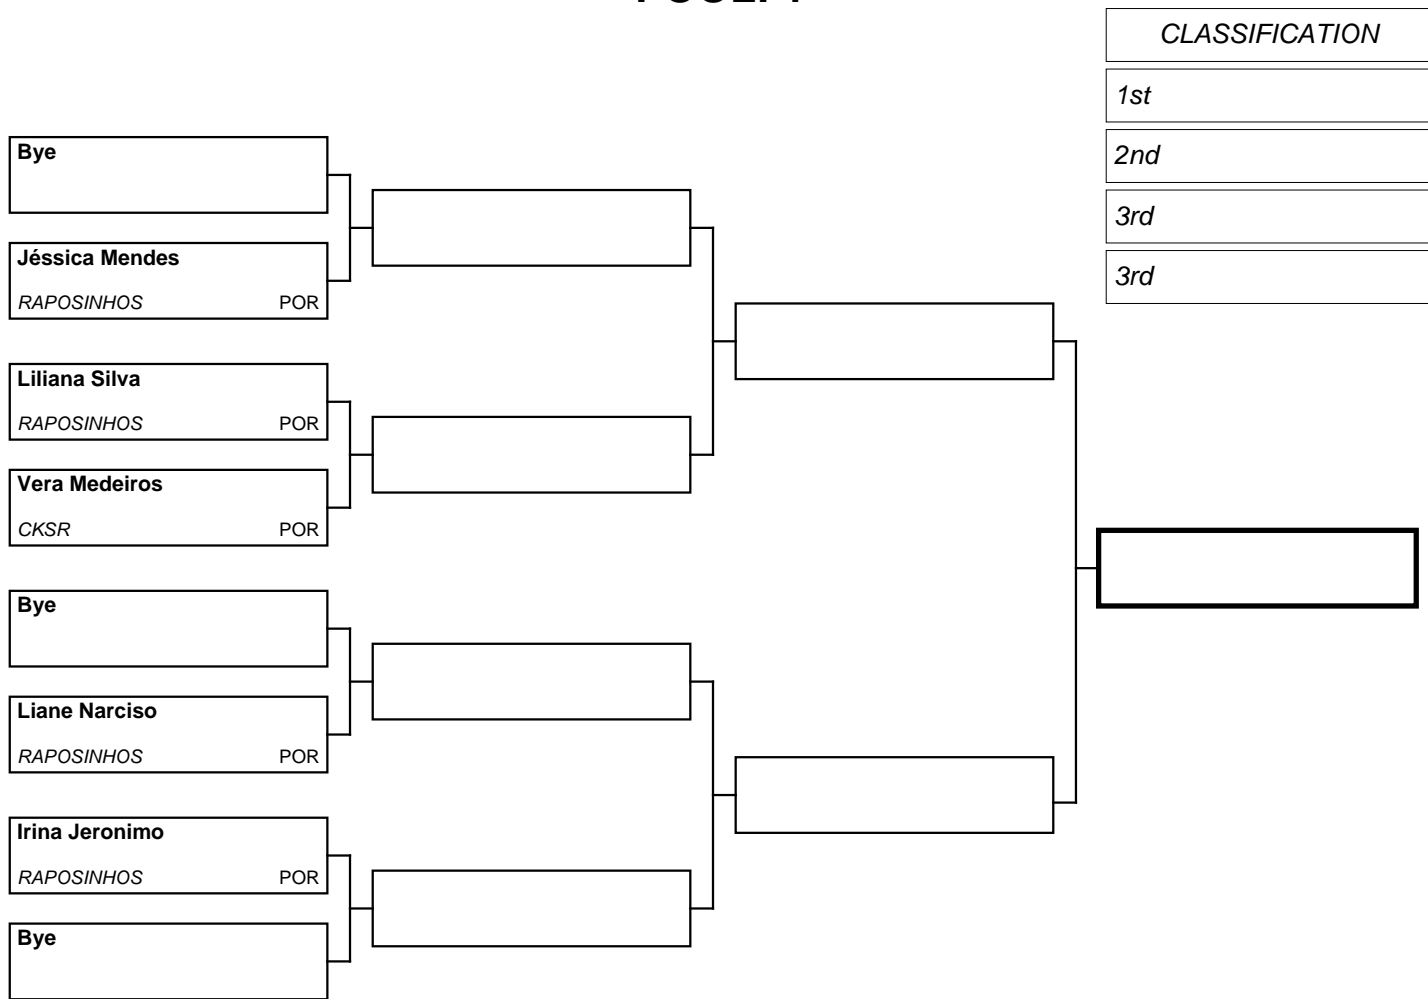 CLASSIFICATION
1st
2nd
3rd
3rd
Bye
Jéssica Mendes
RAPOSINHOS POR
Liliana Silva
RAPOSINHOS POR
Vera Medeiros
CKSR POR
Bye
Liane Narciso
RAPOSINHOS POR
Irina Jeronimo
RAPOSINHOS POR
Bye